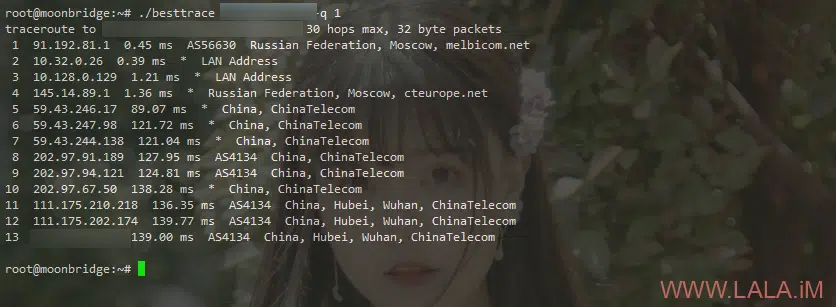 root@moonbridge:~# ./besttrace -q 1
traceroute to 30 hops max, 32 byte packets
1 91.192.81.1 0.45 ms AS56630 Russian Federation, Moscow, melbicom.net
2 10.32.0.26 0.39 ms * LAN Address
3 10.128.0.129 1.21 ms * LAN Address
4 145.14.89.1 1.36 ms * Russian Federation, Moscow, cteurope.net
5 59.43.246.17 89.07 ms * China, ChinaTelecom
6 59.43.247.98 121.72 ms * China, ChinaTelecom
7 59.43.244.138 121.04 ms * China, ChinaTelecom
8 202.97.91.189 127.95 ms AS4134 China, ChinaTelecom
9 202.97.94.121 124.81 ms AS4134 China, ChinaTelecom
10 202.97.67.50 138.28 ms * China, ChinaTelecom
11 111.175.210.218 136.35 ms AS4134 China, Hubei, Wuhan, ChinaTelecom
12 111.175.202.174 139.77 ms AS4134 China, Hubei, Wuhan, ChinaTelecom
13 139.00 ms AS4134 China, Hubei, Wuhan, ChinaTelecom
root@moonbridge:~#
WWW.LALA.iM